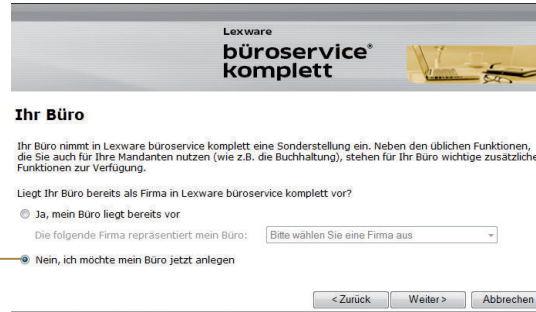 Lexware
büroservice®
komplett
Ihr Büro
Ihr Büro nimmt in Lexware büroservice komplett eine Sonderstellung ein. Neben den üblichen Funktionen,
die Sie auch für Ihre Mandanten nutzen (wie z.B. die Buchhaltung), stehen für Ihr Büro wichtige zusätzliche
Funktionen zur Verfügung.
Liegt Ihr Büro bereits als Firma in Lexware büroservice komplett vor?
Ja, mein Büro liegt bereits vor
Die folgende Firma repräsentiert mein Büro: Bitte wählen Sie eine Firma aus
Nein, ich möchte mein Büro jetzt anlegen
< Zurück Weiter > Abbrechen